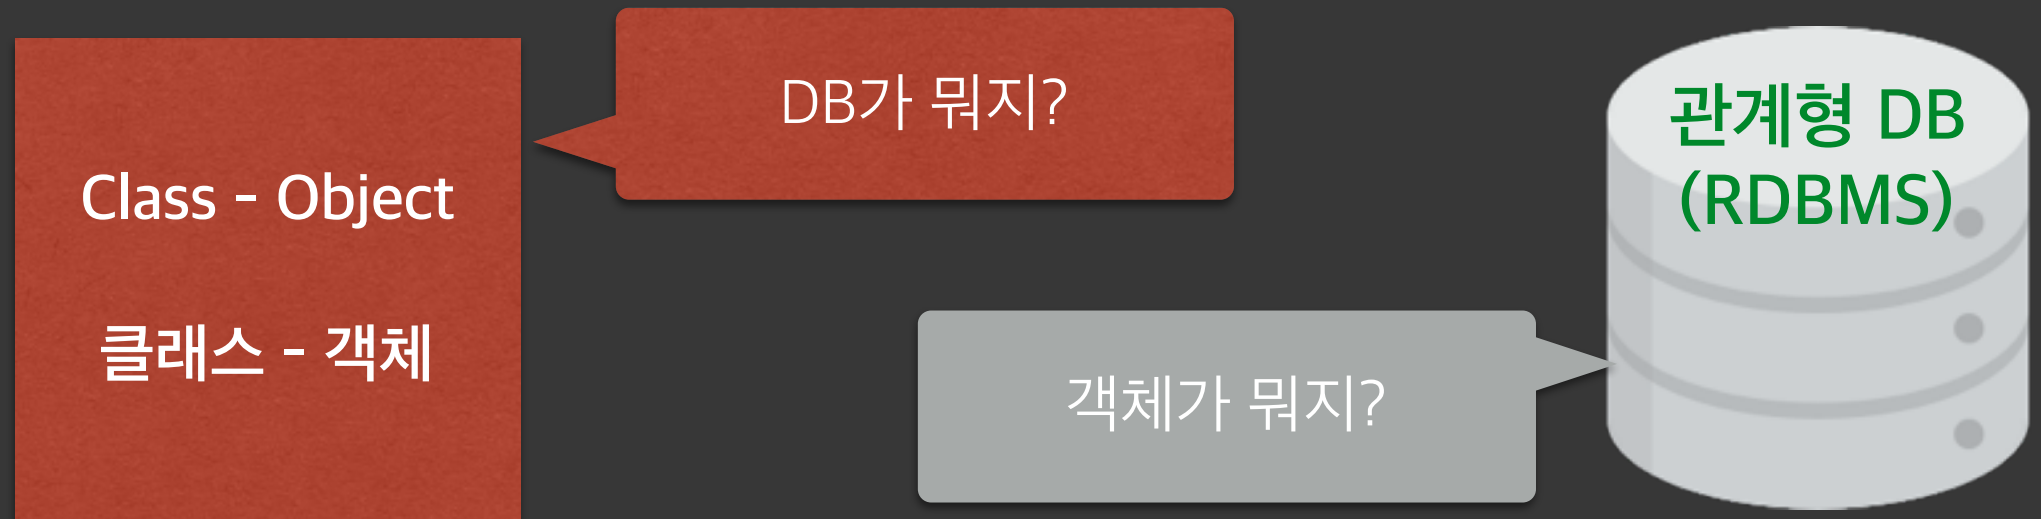 Class - Object
클래스 - 객체
DB가 뭐지?
객체가 뭐지?
관계형 DB
(RDBMS)